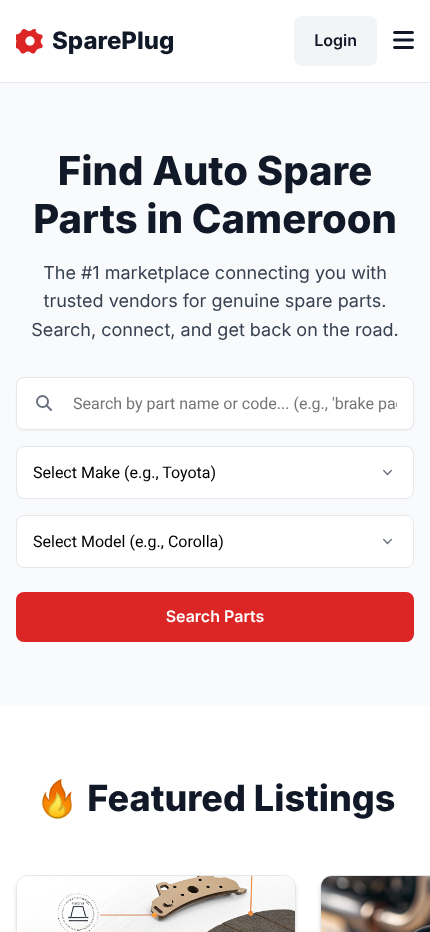 SparePlug
Login
Find Auto Spare
Parts in Cameroon
The #1 marketplace connecting you with
trusted vendors for genuine spare parts.
Search, connect, and get back on the road.
Search by part name or code... (e.g., 'brake pa
Select Make (e.g., Toyota)
Select Model (e.g., Corolla)
Search Parts
🔥 Featured Listings